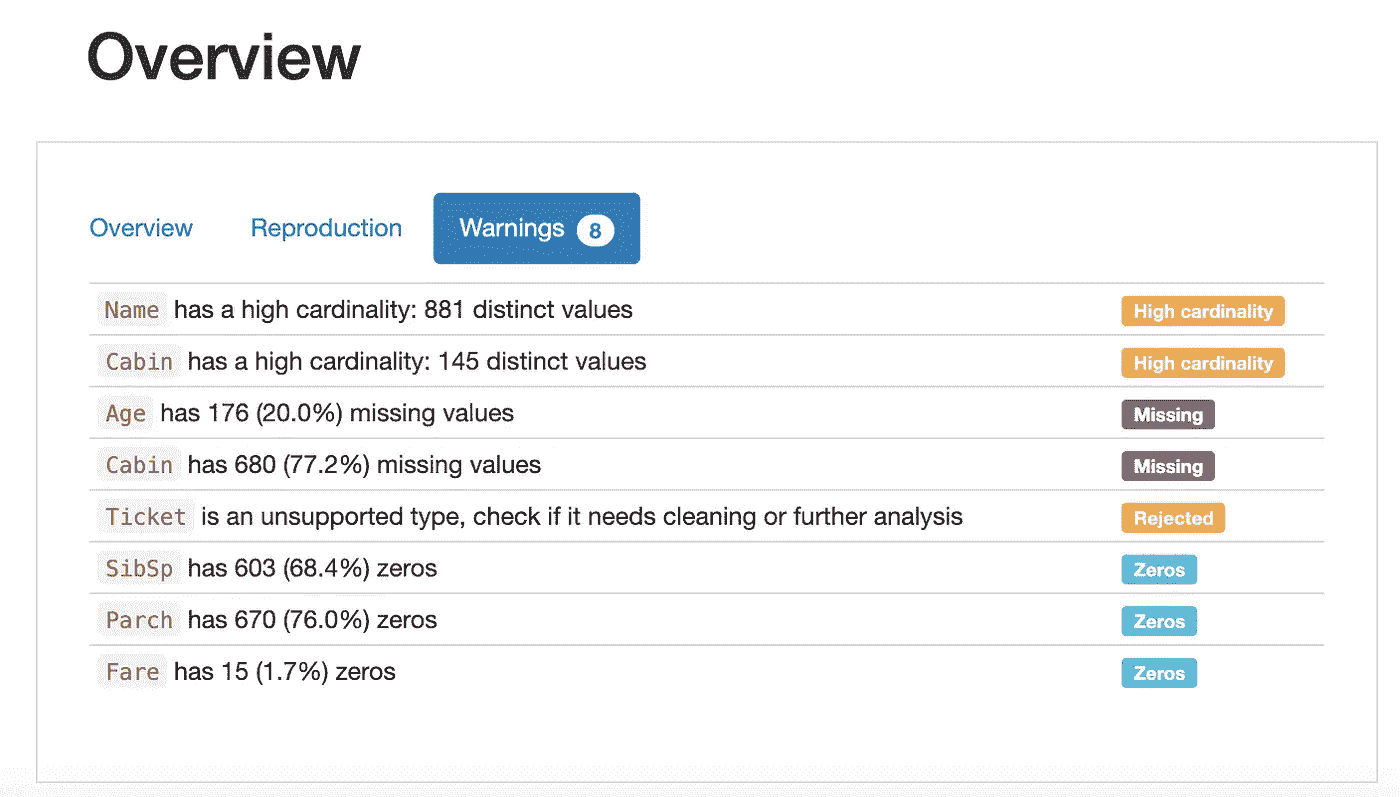 Overview
Overview Reproduction Warnings 8
Name has a high cardinality: 881 distinct values High cardinality
Cabin has a high cardinality: 145 distinct values High cardinality
Age has 176 (20.0%) missing values Missing
Cabin has 680 (77.2%) missing values Missing
Ticket is an unsupported type, check if it needs cleaning or further analysis Rejected
SibSp has 603 (68.4%) zeros Zeros
Parch has 670 (76.0%) zeros Zeros
Fare has 15 (1.7%) zeros Zeros